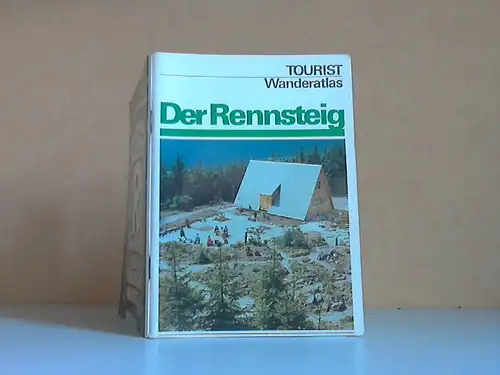 TOURIST
Wanderatlas
Der Rennsteig